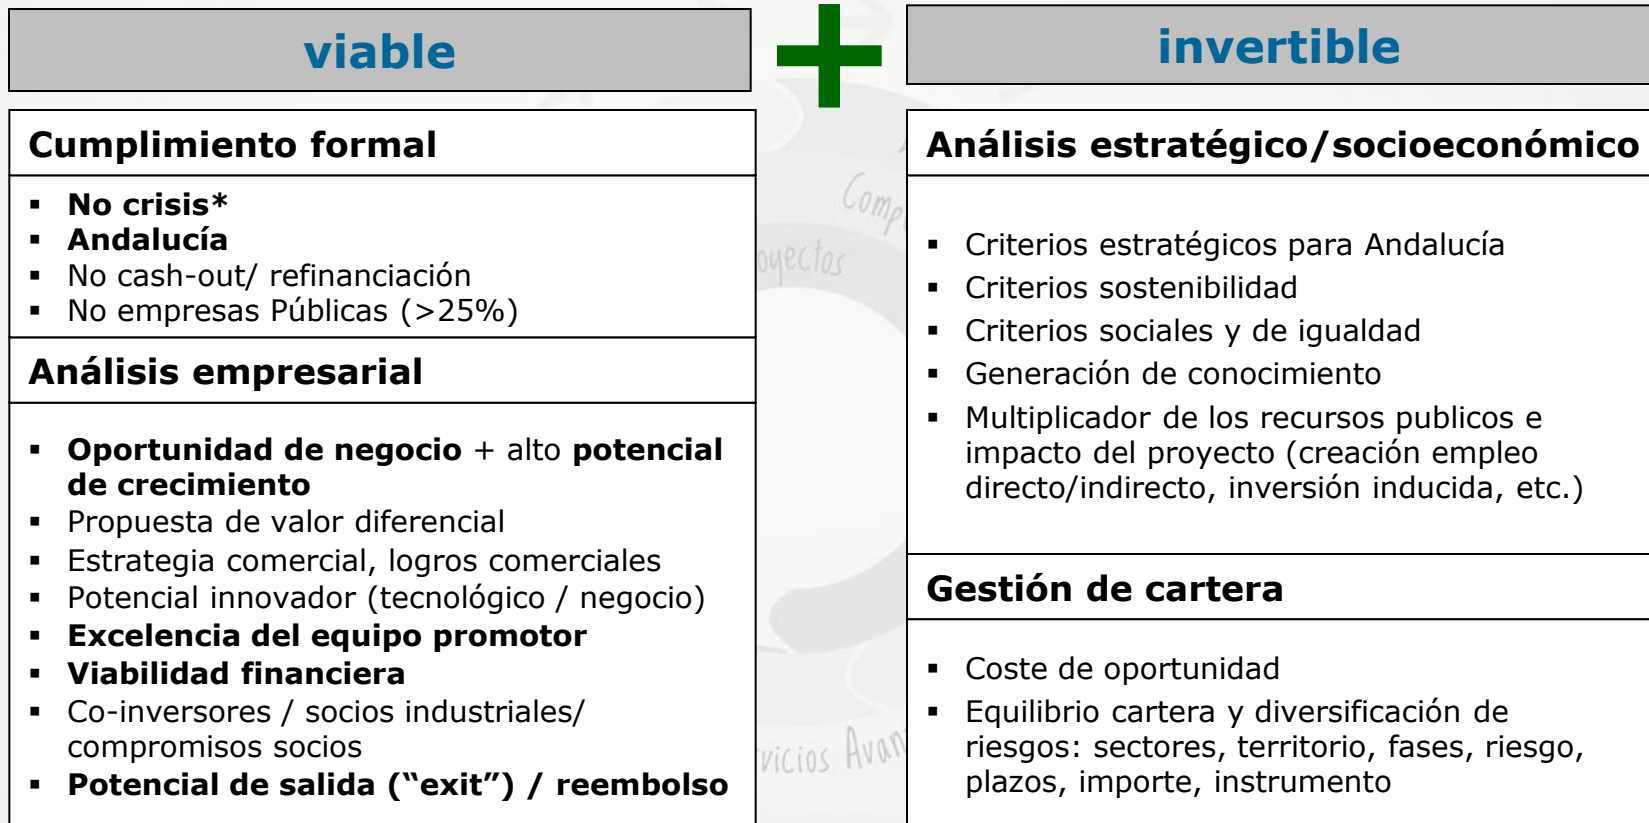 viable
Cumplimiento formal
▪ No crisis*
▪ Andalucía
▪ No cash-out/ refinanciación
▪ No empresas Públicas (>25%)
Análisis empresarial
▪ Oportunidad de negocio + alto potencial
de crecimiento
▪ Propuesta de valor diferencial
▪ Estrategia comercial, logros comerciales
▪ Potencial innovador (tecnológico / negocio)
▪ Excelencia del equipo promotor
▪ Viabilidad financiera
▪ Co-inversores / socios industriales/
compromisos socios
▪ Potencial de salida (“exit”) / reembolso
+
invertible
Análisis estratégico/socioeconómico
▪ Criterios estratégicos para Andalucía
▪ Criterios sostenibilidad
▪ Criterios sociales y de igualdad
▪ Generación de conocimiento
▪ Multiplicador de los recursos publicos e
impacto del proyecto (creación empleo
directo/indirecto, inversión inducida, etc.)
Gestión de cartera
▪ Coste de oportunidad
▪ Equilibrio cartera y diversificación de
riesgos: sectores, territorio, fases, riesgo,
plazos, importe, instrumento